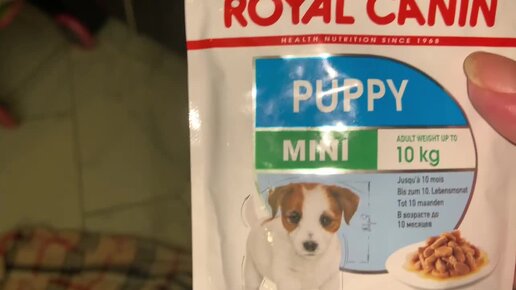 ROYAL CANIN
HEALTH NUTRITION SINCE 1968
PUPPY
MINI
ADULT WEIGHT UP TO
10 kg
Jusqu'à 10 mois
Bis zum 10. Lebensmonat
Tot 10 maanden
В возрасте до
10 месяцев